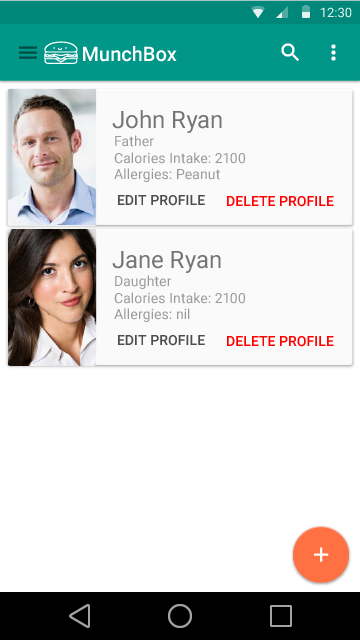 12:30
MunchBox
John Ryan
Father
Calories Intake: 2100
Allergies: Peanut
EDIT PROFILE DELETE PROFILE
Jane Ryan
Daughter
Calories Intake: 2100
Allergies: nil
EDIT PROFILE DELETE PROFILE
+